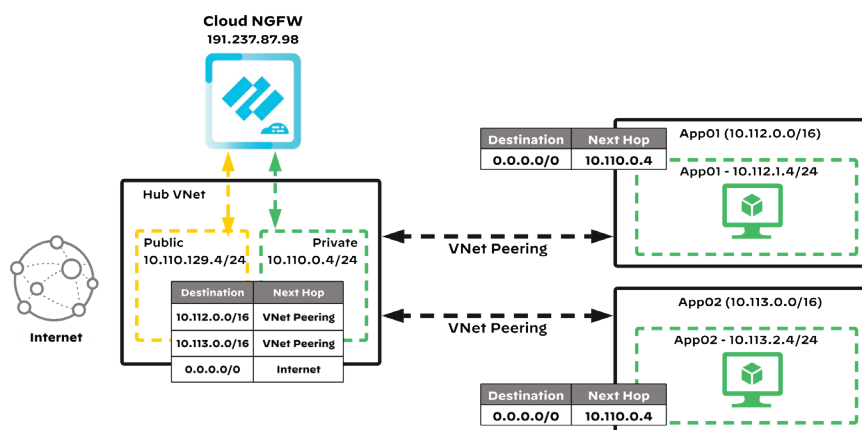 Cloud NGFW
191.237.87.98
Hub VNet
Public
10.110.129.4/24
Private
10.110.0.4/24
Destination Next Hop
10.112.0.0/16 VNet Peering
10.113.0.0/16 VNet Peering
0.0.0.0/0 Internet
Internet
VNet Peering
VNet Peering
Destination Next Hop
0.0.0.0/0 10.110.0.4
App01 (10.112.0.0/16)
App01 - 10.112.1.4/24
App02 (10.113.0.0/16)
App02 - 10.113.2.4/24
Destination Next Hop
0.0.0.0/0 10.110.0.4